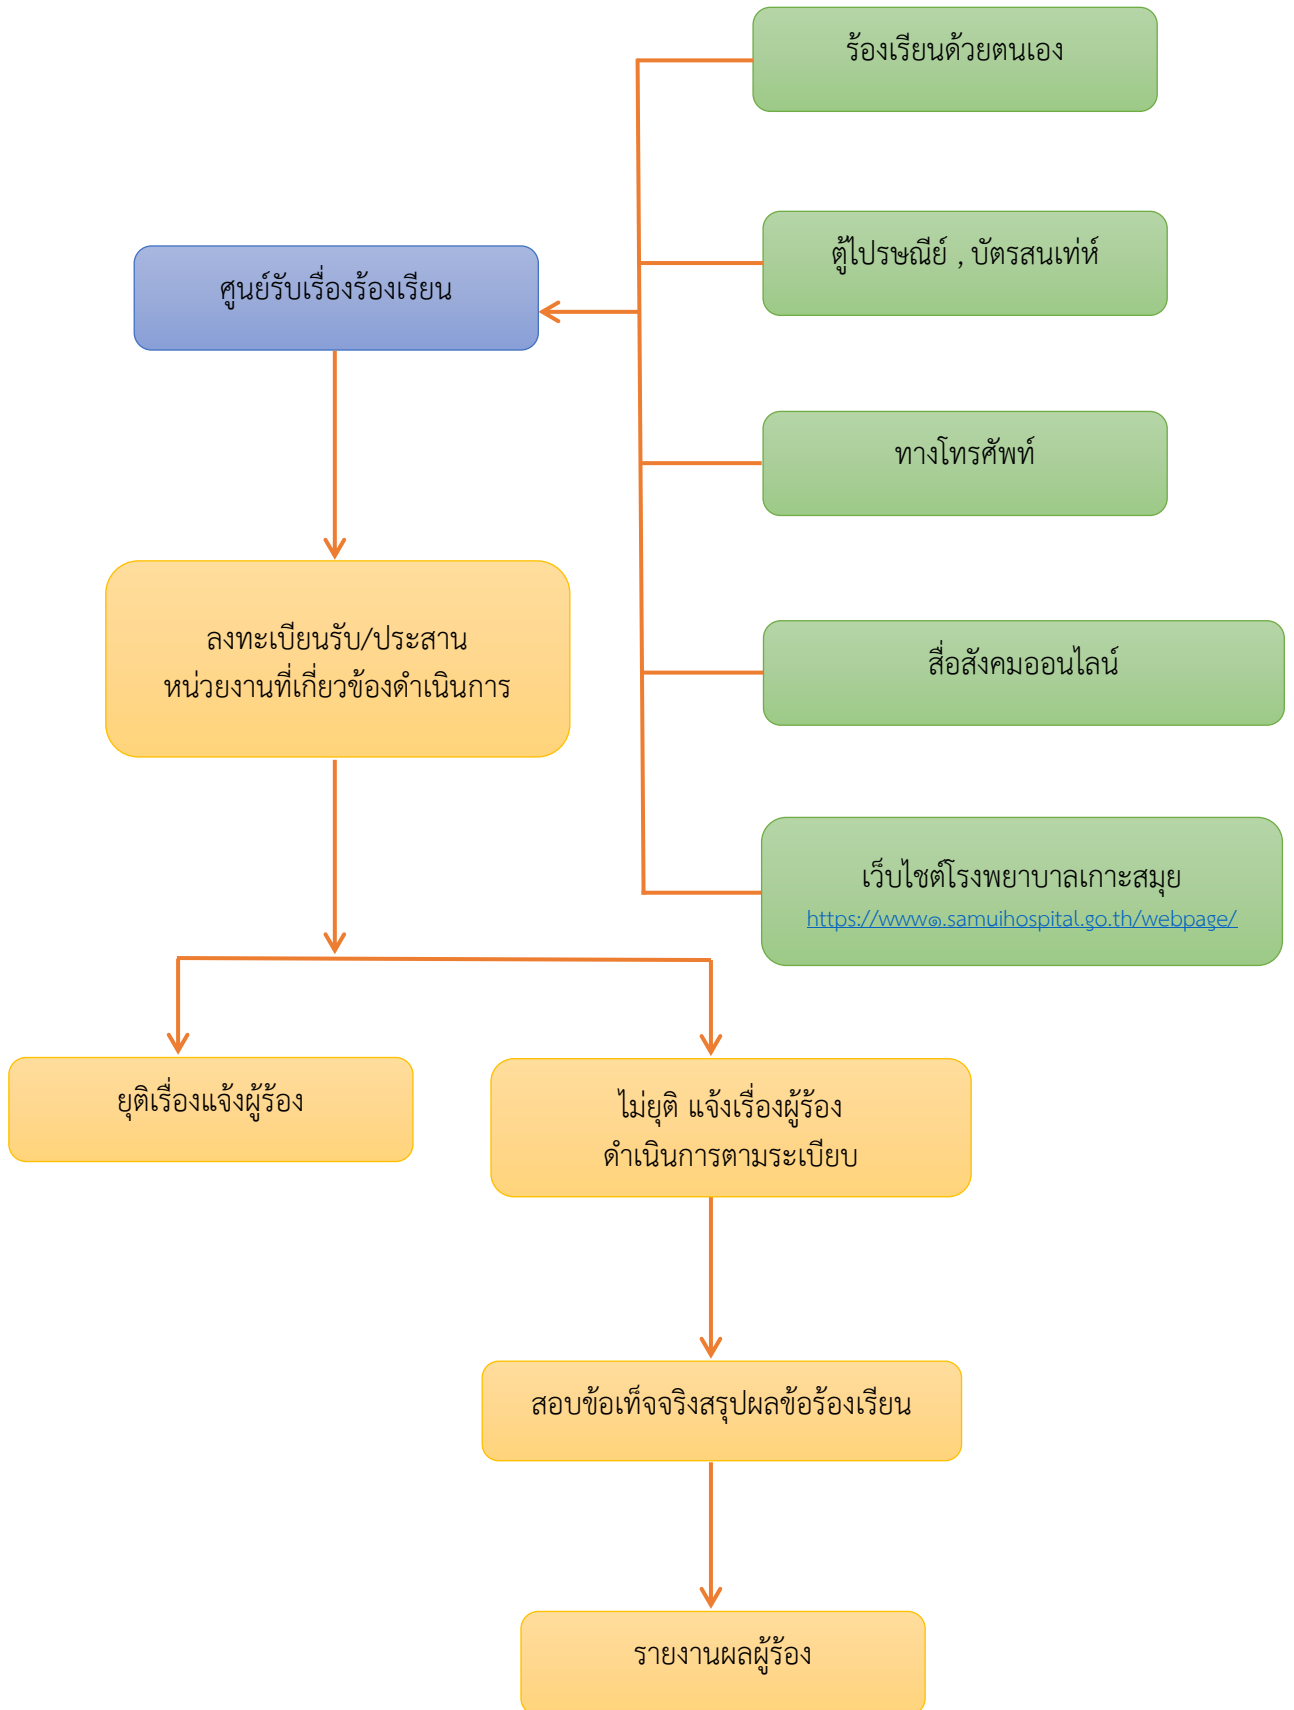 ร้องเรียนด้วยตนเอง
ตู้ไปรษณีย์ , บัตรสนเท่ห์
ศูนย์รับเรื่องร้องเรียน
ทางโทรศัพท์
ลงทะเบียนรับ/ประสาน
หน่วยงานที่เกี่ยวข้องดำเนินการ
สื่อสังคมออนไลน์
เว็บไซต์โรงพยาบาลเกาะสมุย
https://www๑.samuihospital.go.th/webpage/
ยุติเรื่องแจ้งผู้ร้อง
ไม่ยุติ แจ้งเรื่องผู้ร้อง
ดำเนินการตามระเบียบ
สอบข้อเท็จจริงสรุปผลข้อร้องเรียน
รายงานผลผู้ร้อง